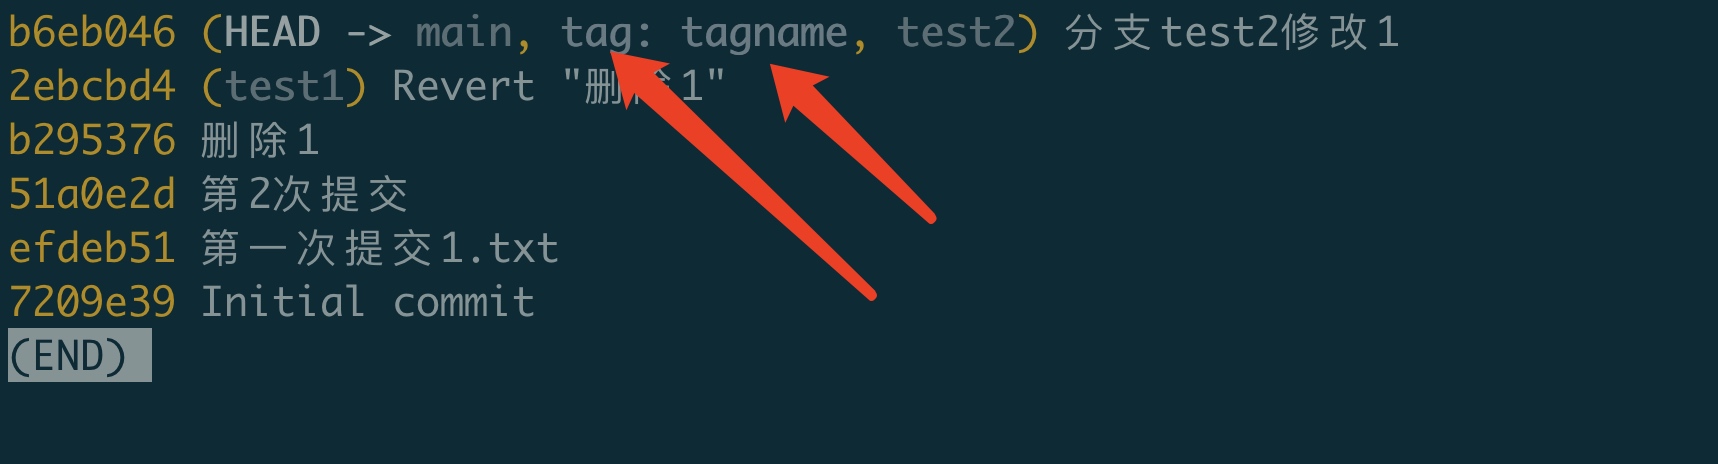 b6eb046 (HEAD -> main, tag: tagname, test2) 分支test2修改1
2ebcbd4 (test1) Revert "删除1"
b295376 删除1
51a0e2d 第2次提交
efdeb51 第一次提交1.txt
7209e39 Initial commit
(END)